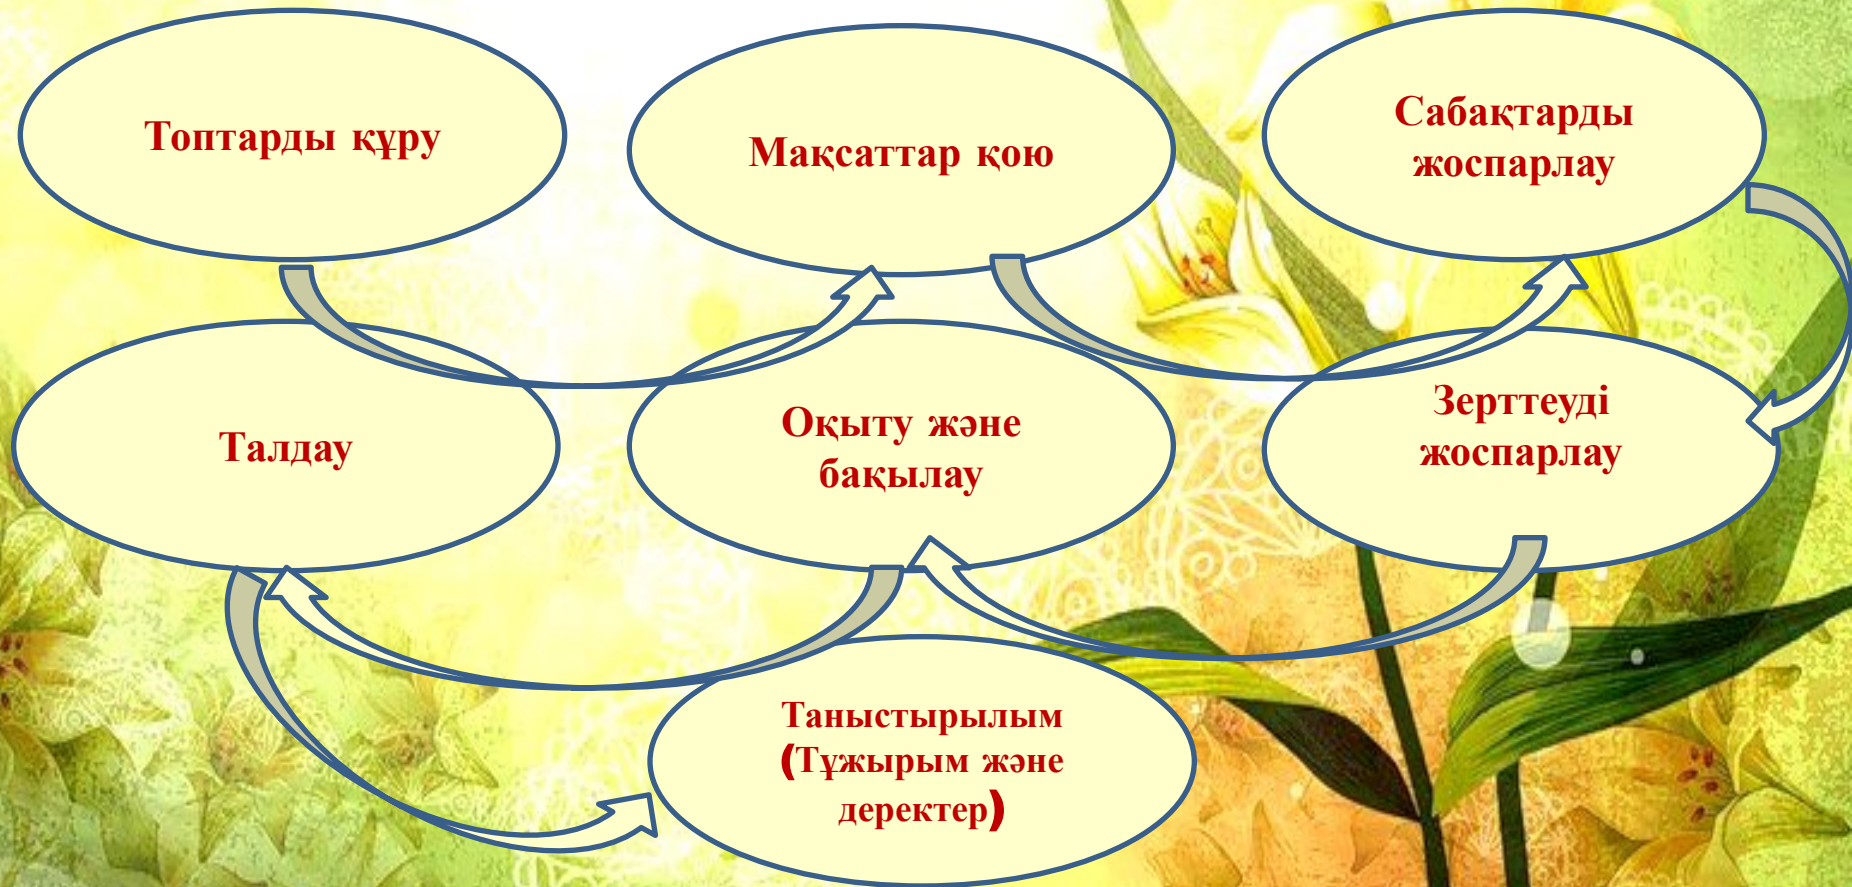 Топтарды құру
Мақсаттар қою
Сабақтарды
жоспарлау
Талдау
Оқыту және
бақылау
Зерттеуді
жоспарлау
Таныстырылым
(Тұжырым және
деректер)